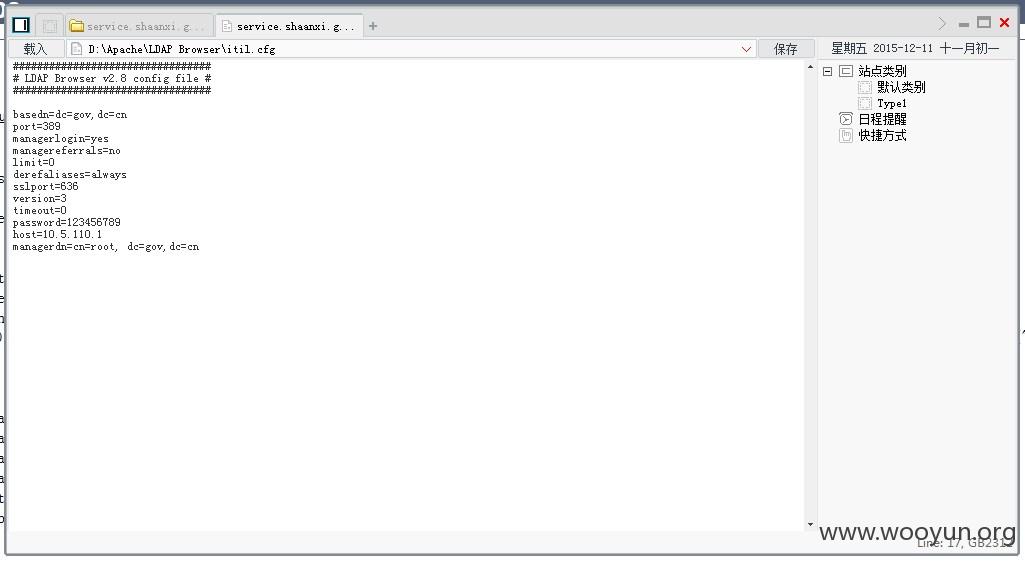 service.shaanxi.g...
service.shaanxi.g...
+
载入
D:\Apache\LDAP Browser\itil.cfg
保存
星期五 2015-12-11 十一月初一
#################################
# LDAP Browser v2.8 config file #
#################################
basedn=dc=gov,dc=cn
port=389
managerlogin=yes
managereferrals=no
limit=0
derefaliases=always
sslport=636
version=3
timeout=0
password=123456789
host=10.5.110.1
managerdn=cn=root, dc=gov,dc=cn
站点类别
默认类别
Type1
日程提醒
快捷方式
www.wooyun.org
Line: 17, GB2312